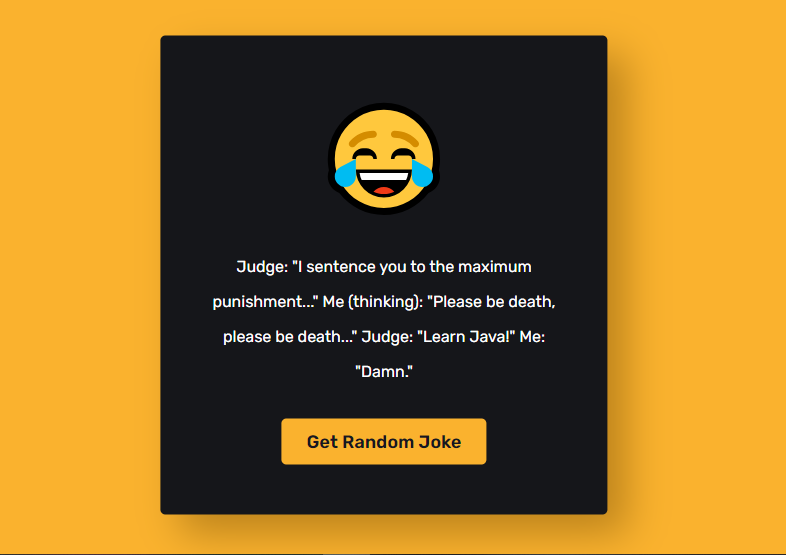 Judge: "I sentence you to the maximum
punishment..." Me (thinking): "Please be death,
please be death..." Judge: "Learn Java!" Me:
"Damn."
Get Random Joke